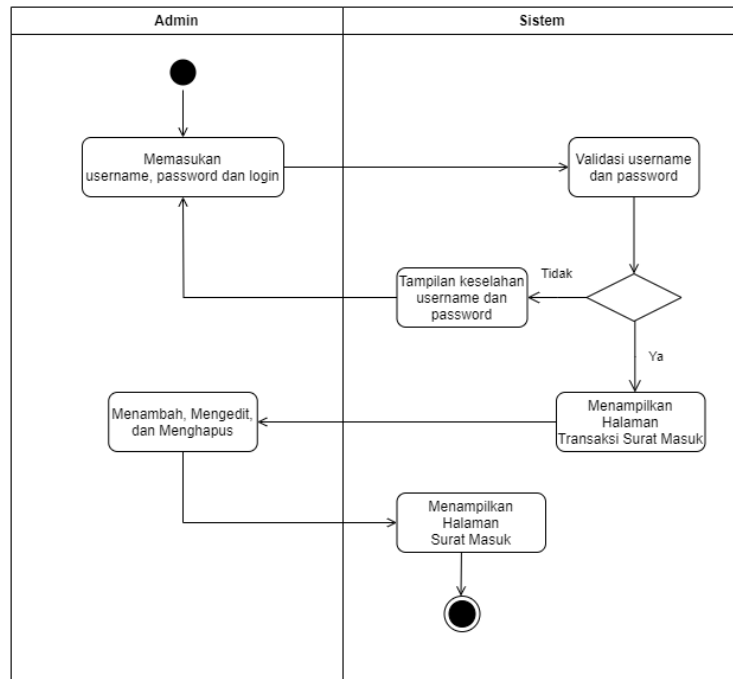 Admin
Sistem
Memasukan
username, password dan login
Validasi username
dan password
Tidak
Tampilan keselahan
username dan
password
Ya
Menambah, Mengedit,
dan Menghapus
Menampilkan
Halaman
Transaksi Surat Masuk
Menampilkan
Halaman
Surat Masuk